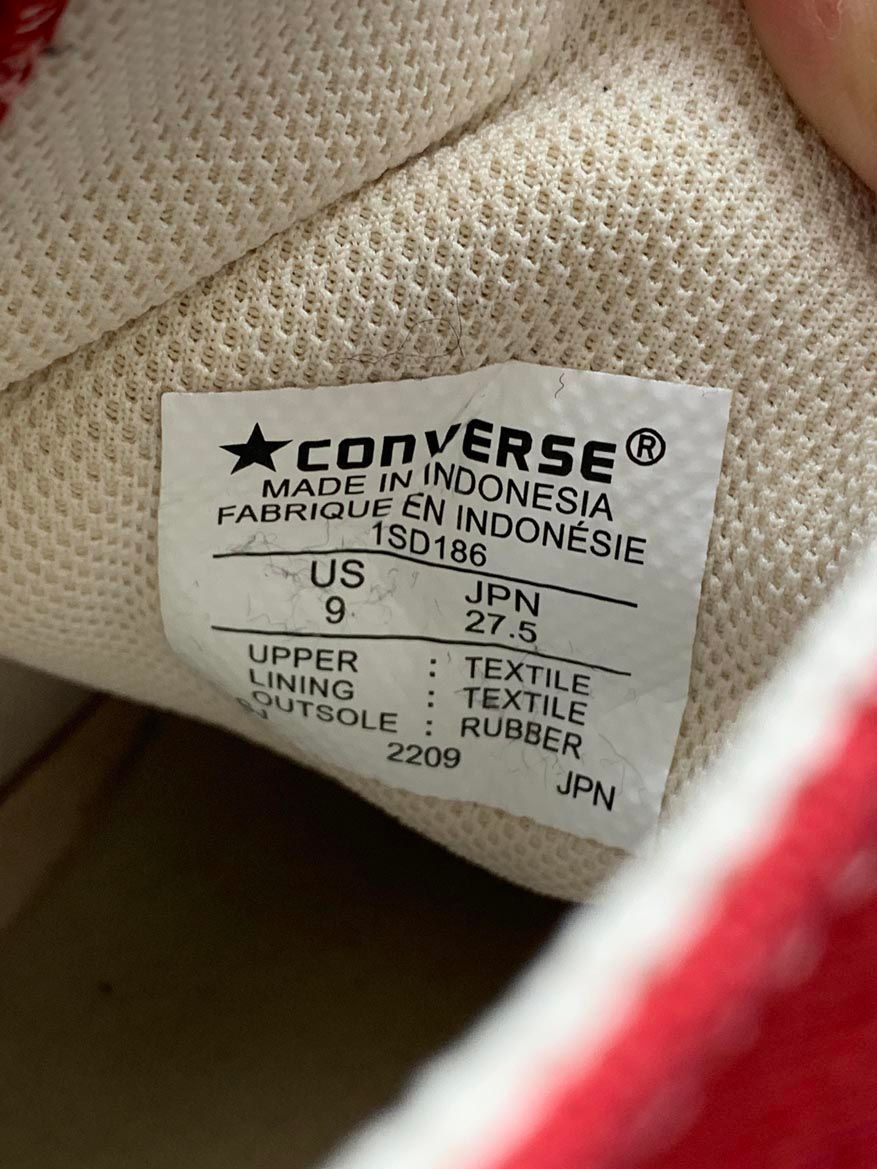 ★CONVERSE®
MADE IN INDONESIA
FABRIQUE EN INDONÉSIE
1SD186
US JPN
9 27.5
UPPER : TEXTILE
LINING : TEXTILE
OUTSOLE : RUBBER
2209
JPN